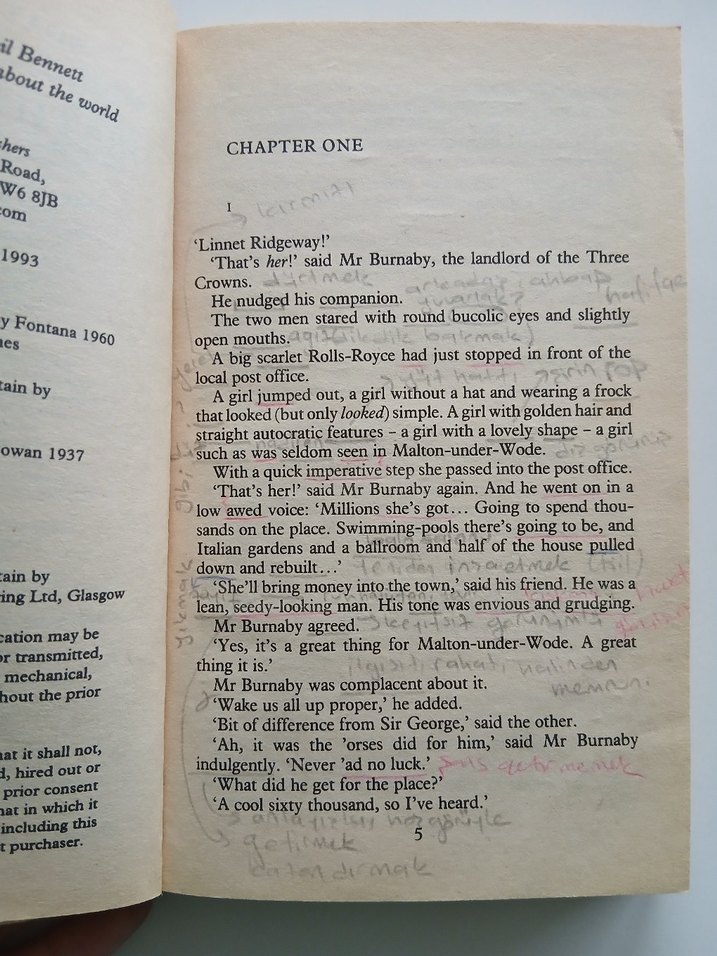 il Bennett
about the world
hers
Road,
W6 8JB
com
1993
y Fontana 1960
mes
tain by
owan 1937
tain by
ring Ltd, Glasgow
cation may be
or transmitted,
mechanical,
hout the prior
hat it shall not,
d, hired out or
prior consent
hat in which it
including this
t purchaser.
CHAPTER ONE
kırmızı
I
‘Linnet Ridgeway!’
‘That’s her!’ said Mr Burnaby, the landlord of the Three
Crowns.
dürtmek
He nudged his companion.
The two men stared with round bucolic eyes and slightly
open mouths.
A big scarlet Rolls-Royce had just stopped in front of the
local post office.
A girl jumped out, a girl without a hat and wearing a frock
that looked (but only looked) simple. A girl with golden hair and
straight autocratic features – a girl with a lovely shape – a girl
such as was seldom seen in Malton-under-Wode.
With a quick imperative step she passed into the post office.
‘That’s her!’ said Mr Burnaby again. And he went on in a
low awed voice: ‘Millions she’s got... Going to spend thou-
sands on the place. Swimming-pools there’s going to be, and
Italian gardens and a ballroom and half of the house pulled
down and rebuilt...’
‘She’ll bring money into the town,’ said his friend. He was a
lean, seedy-looking man. His tone was envious and grudging.
Mr Burnaby agreed.
‘Yes, it’s a great thing for Malton-under-Wode. A great
thing it is.’
Mr Burnaby was complacent about it.
‘Wake us all up proper,’ he added.
‘Bit of difference from Sir George,’ said the other.
‘Ah, it was the ’orses did for him,’ said Mr Burnaby
indulgently. ‘Never ’ad no luck.’
‘What did he get for the place?’
‘A cool sixty thousand, so I’ve heard.’
5
getirmek
kazandırmak
yıkmak